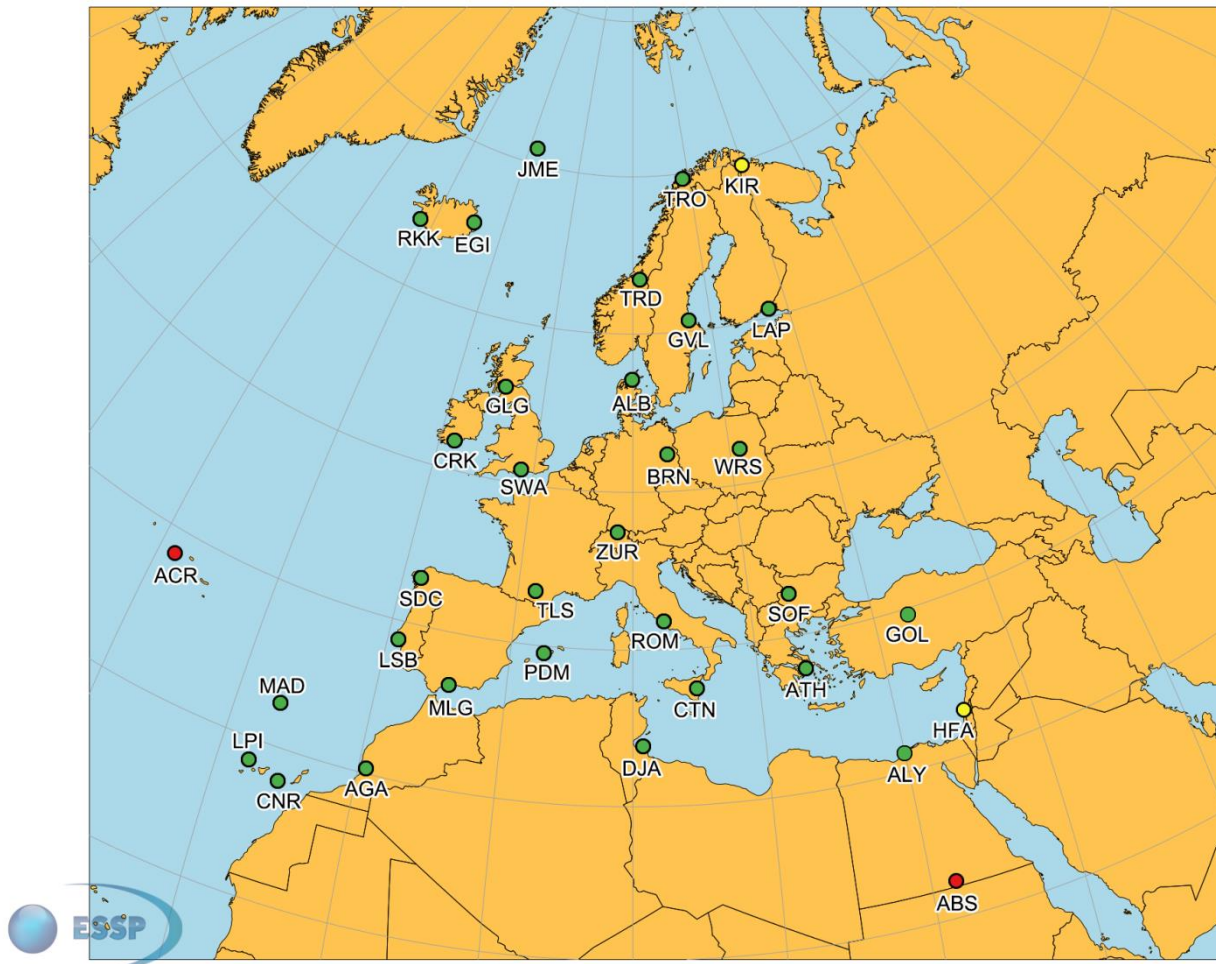 JME
TRO
KIR
RKK
EGI
TRD
GVL
LAP
GLG
ALB
CRK
SWA
BRN
WRS
ZUR
ACR
SDC
TLS
SOF
GOL
LSB
PDM
ROM
MAD
MLG
CTN
ATH
HFA
LPI
CNR
AGA
DJA
ALY
ABS
ESSP